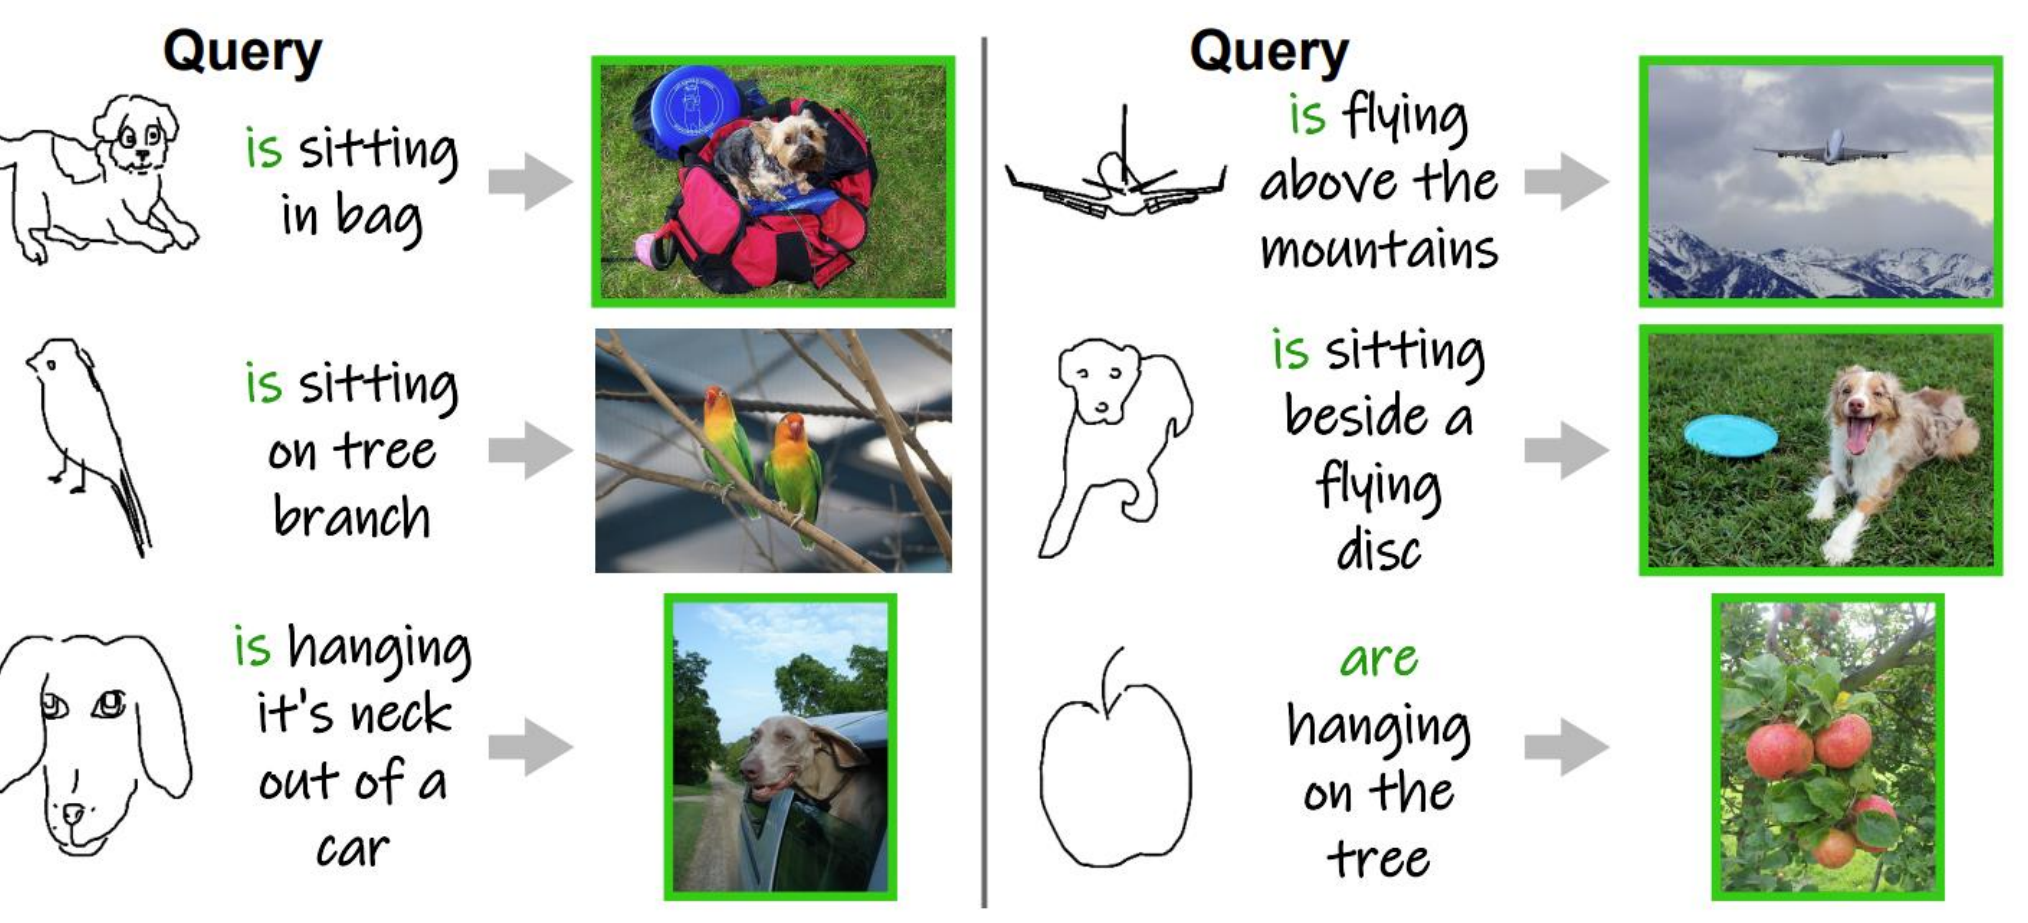 Query
is sitting
in bag
is sitting
on tree
branch
is hanging
it's neck
out of a
car
Query
is flying
above the
mountains
is sitting
beside a
flying
disc
are
hanging
on the
tree